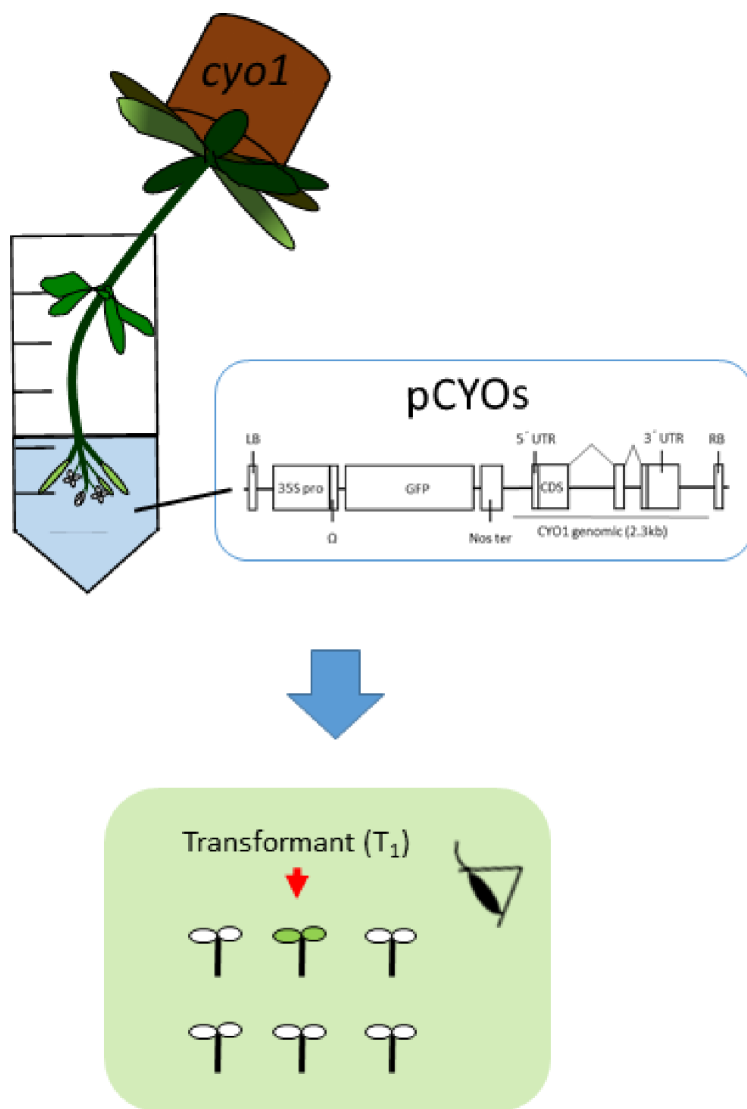 cyo1
pCYOs
LB
5´ UTR
3´ UTR
RB
35S pro
GFP
CDS
Ω
Nos ter
CYO1 genomic (2.3kb)
Transformant (T₁)